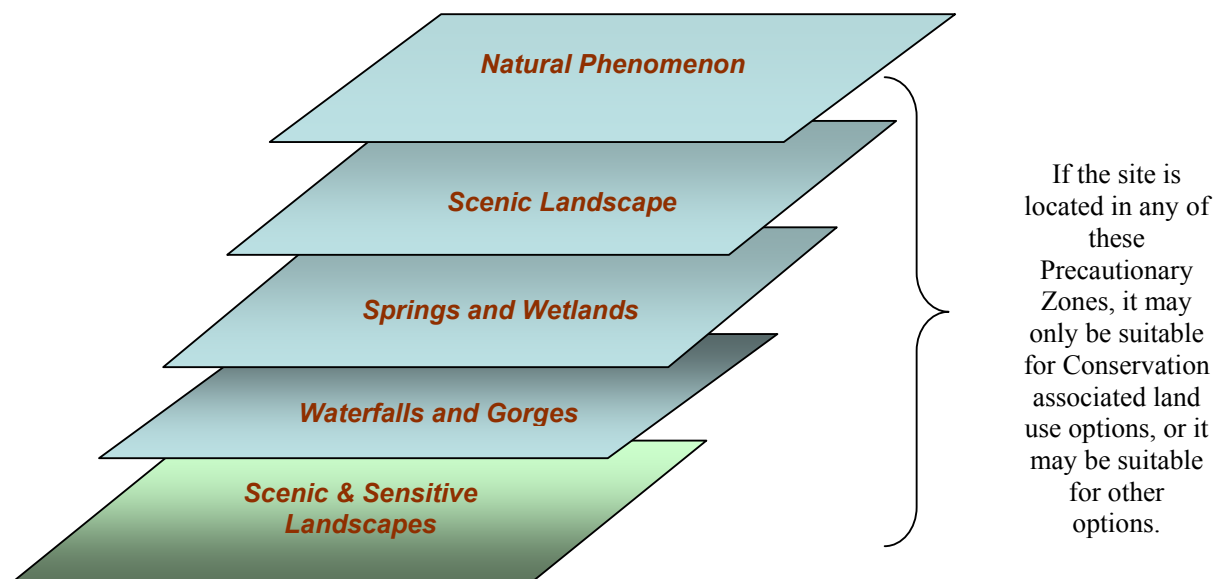 Natural Phenomenon
Scenic Landscape
Springs and Wetlands
Waterfalls and Gorges
Scenic & Sensitive
Landscapes
If the site is
located in any of
these
Precautionary
Zones, it may
only be suitable
for Conservation
associated land
use options, or it
may be suitable
for other
options.